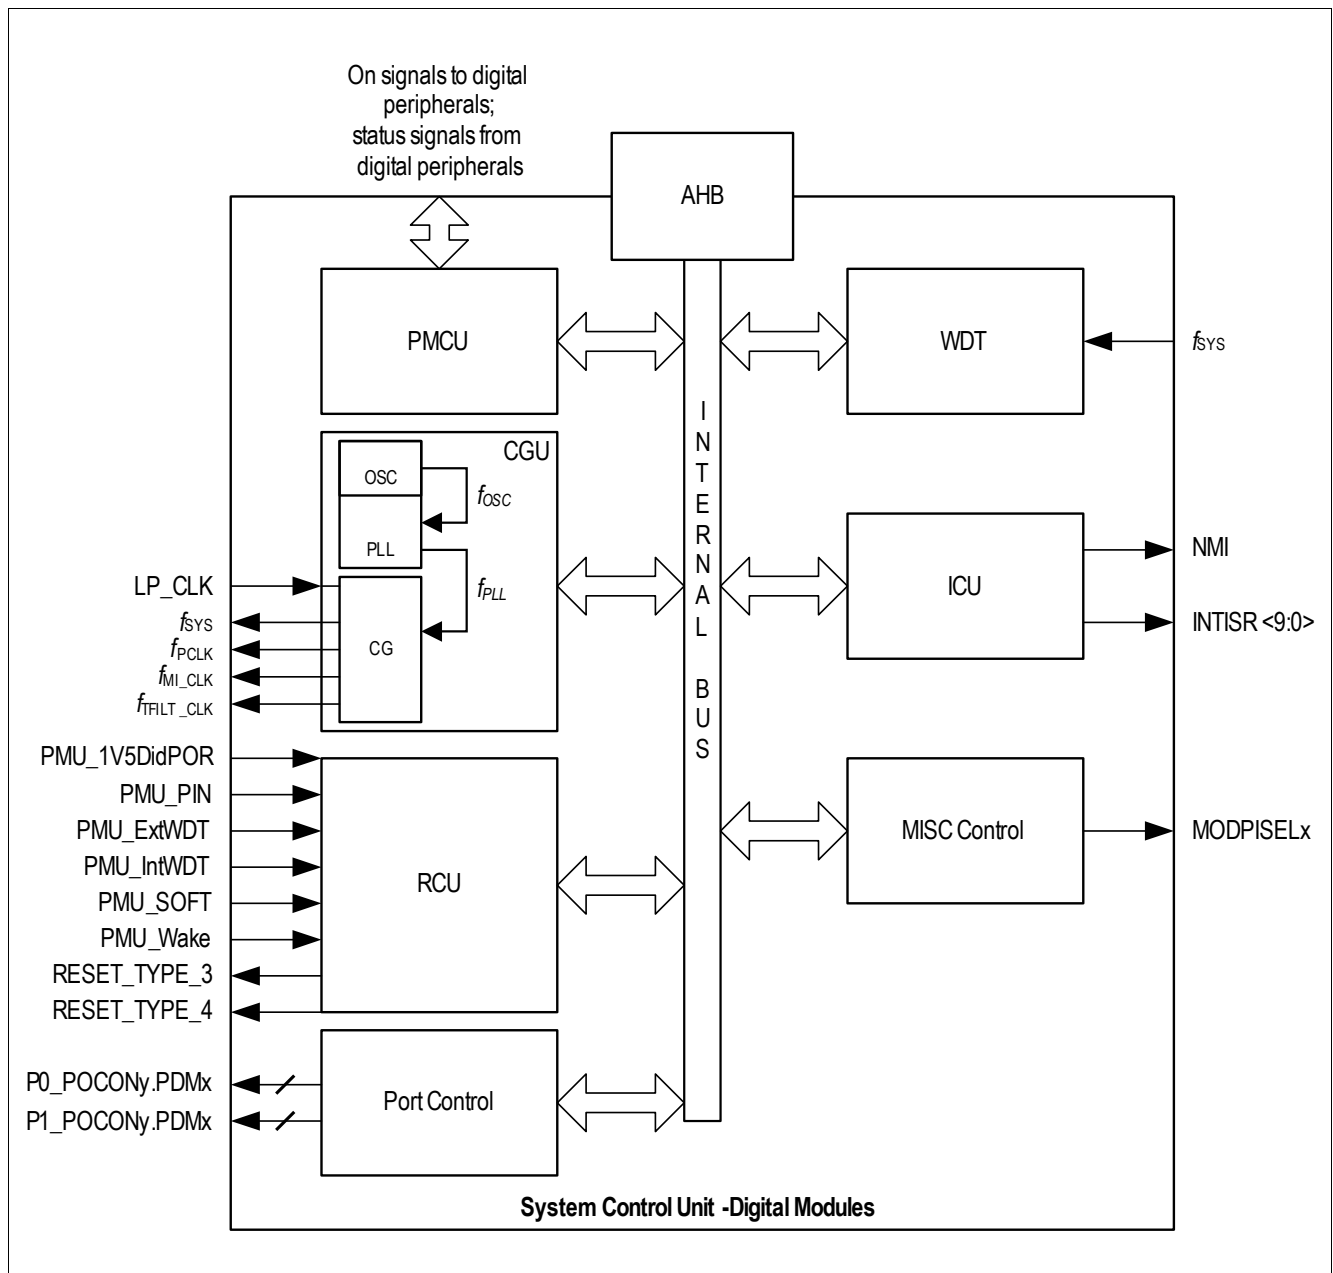 On signals to digital
peripherals;
status signals from
digital peripherals
AHB
PMCU
WDT
fSYS
INTERNAL BUS
CGU
OSC
fOSC
PLL
fPLL
CG
LP_CLK
fSYS
fPCLK
fMI_CLK
fTFILT_CLK
ICU
NMI
INTISR <9:0>
PMU_1V5DidPOR
PMU_PIN
PMU_ExtWDT
PMU_IntWDT
PMU_SOFT
PMU_Wake
RESET_TYPE_3
RESET_TYPE_4
RCU
MISC Control
MODPISELx
P0_POCONy.PDMx
P1_POCONy.PDMx
Port Control
System Control Unit -Digital Modules